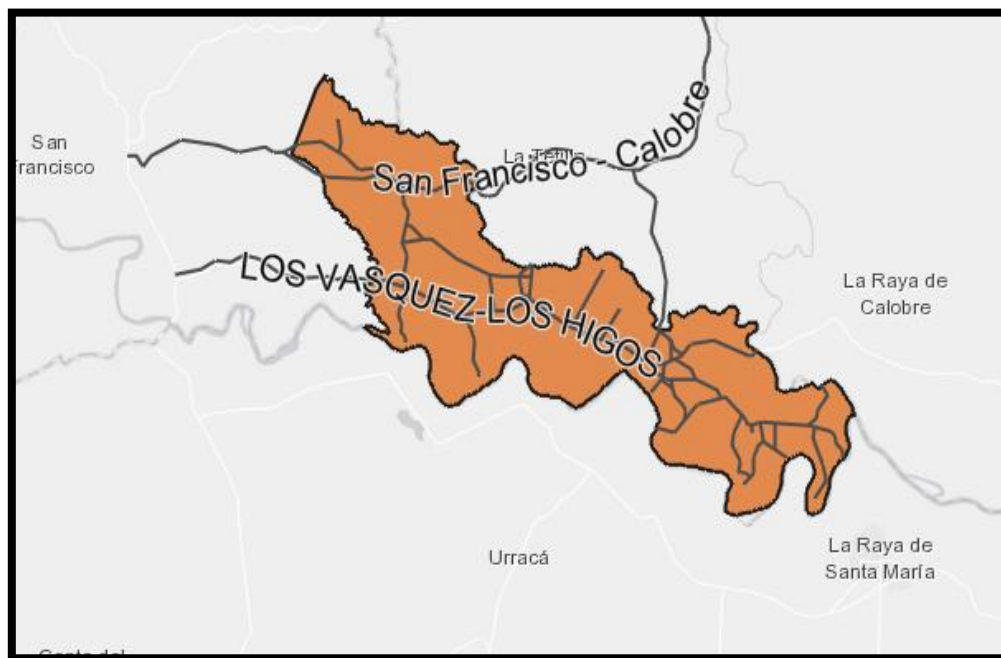 San
Francisco
San Francisco
Calobre
LOS VASQUEZ-LOS HIGOS
La Raya de
Calobre
Urracá
La Raya de
Santa María